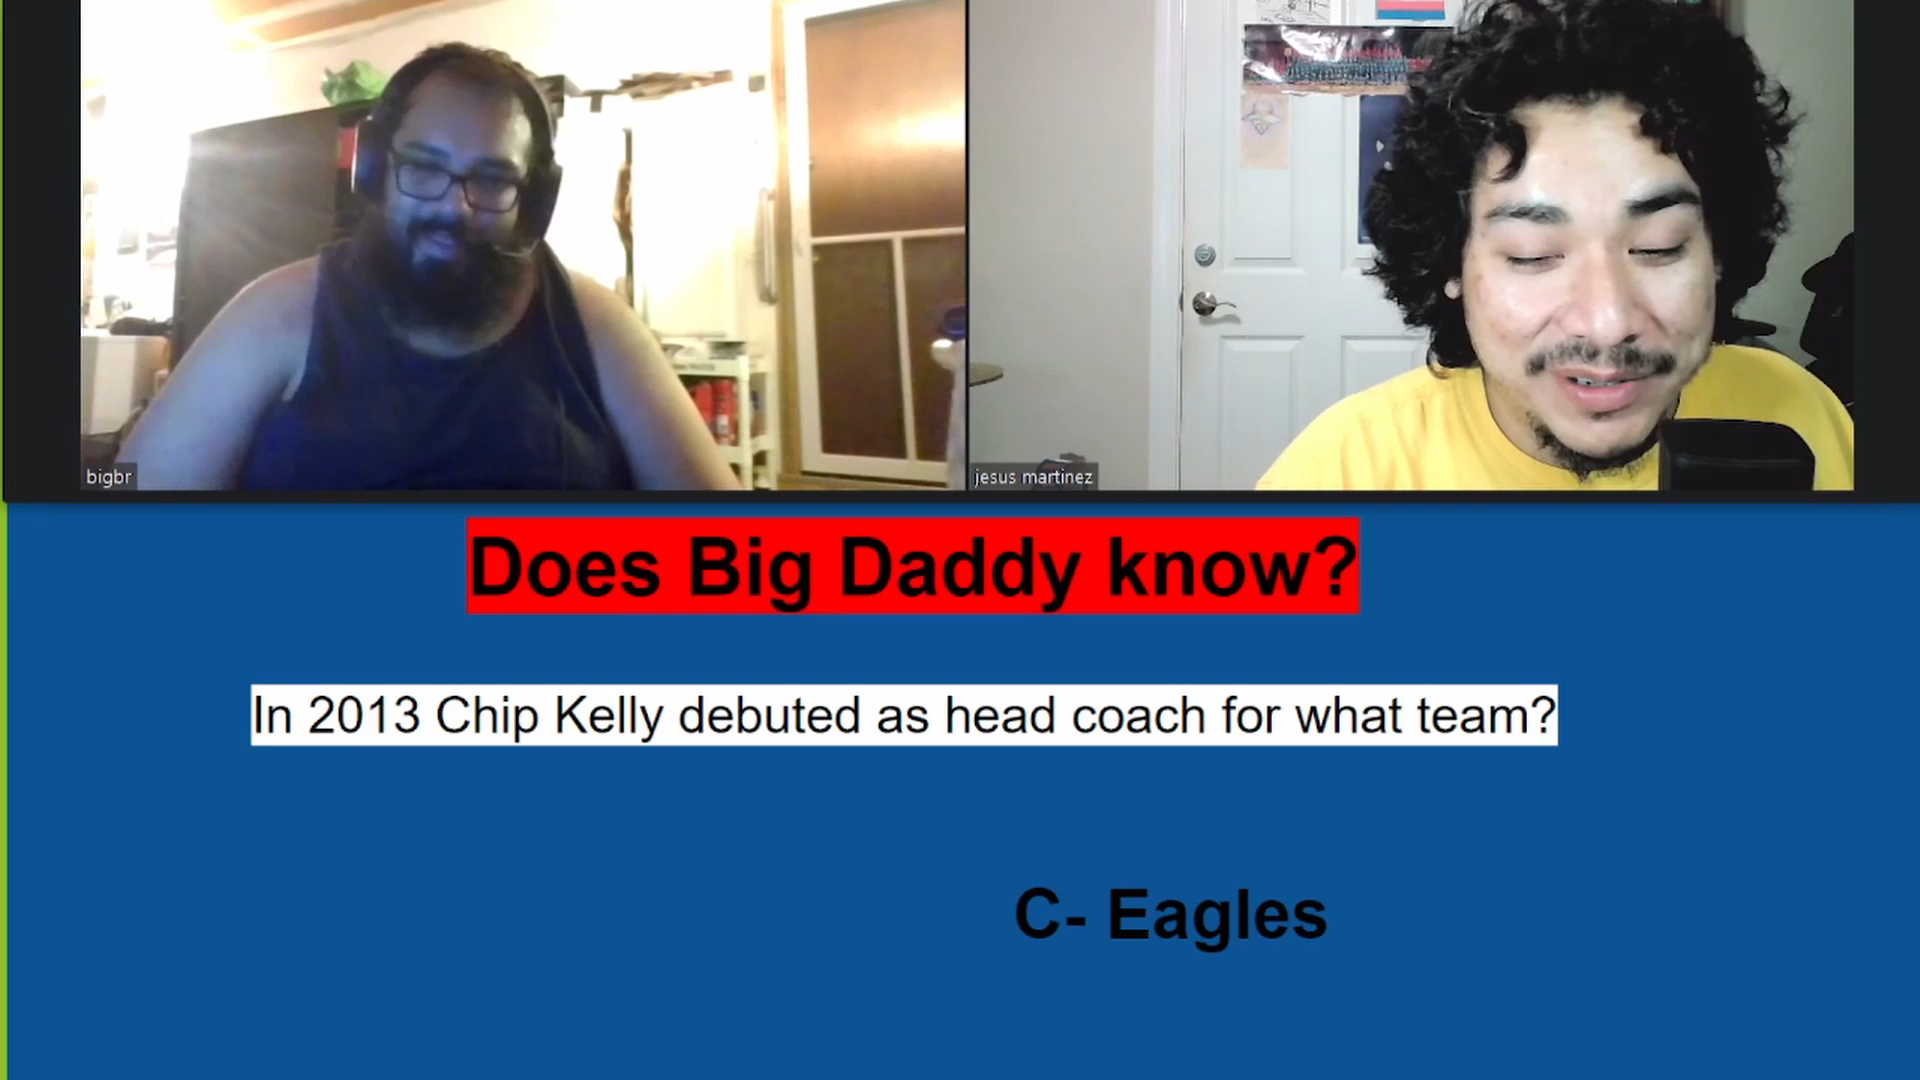 bigbr
jesus martinez
Does Big Daddy know?
In 2013 Chip Kelly debuted as head coach for what team?
C- Eagles